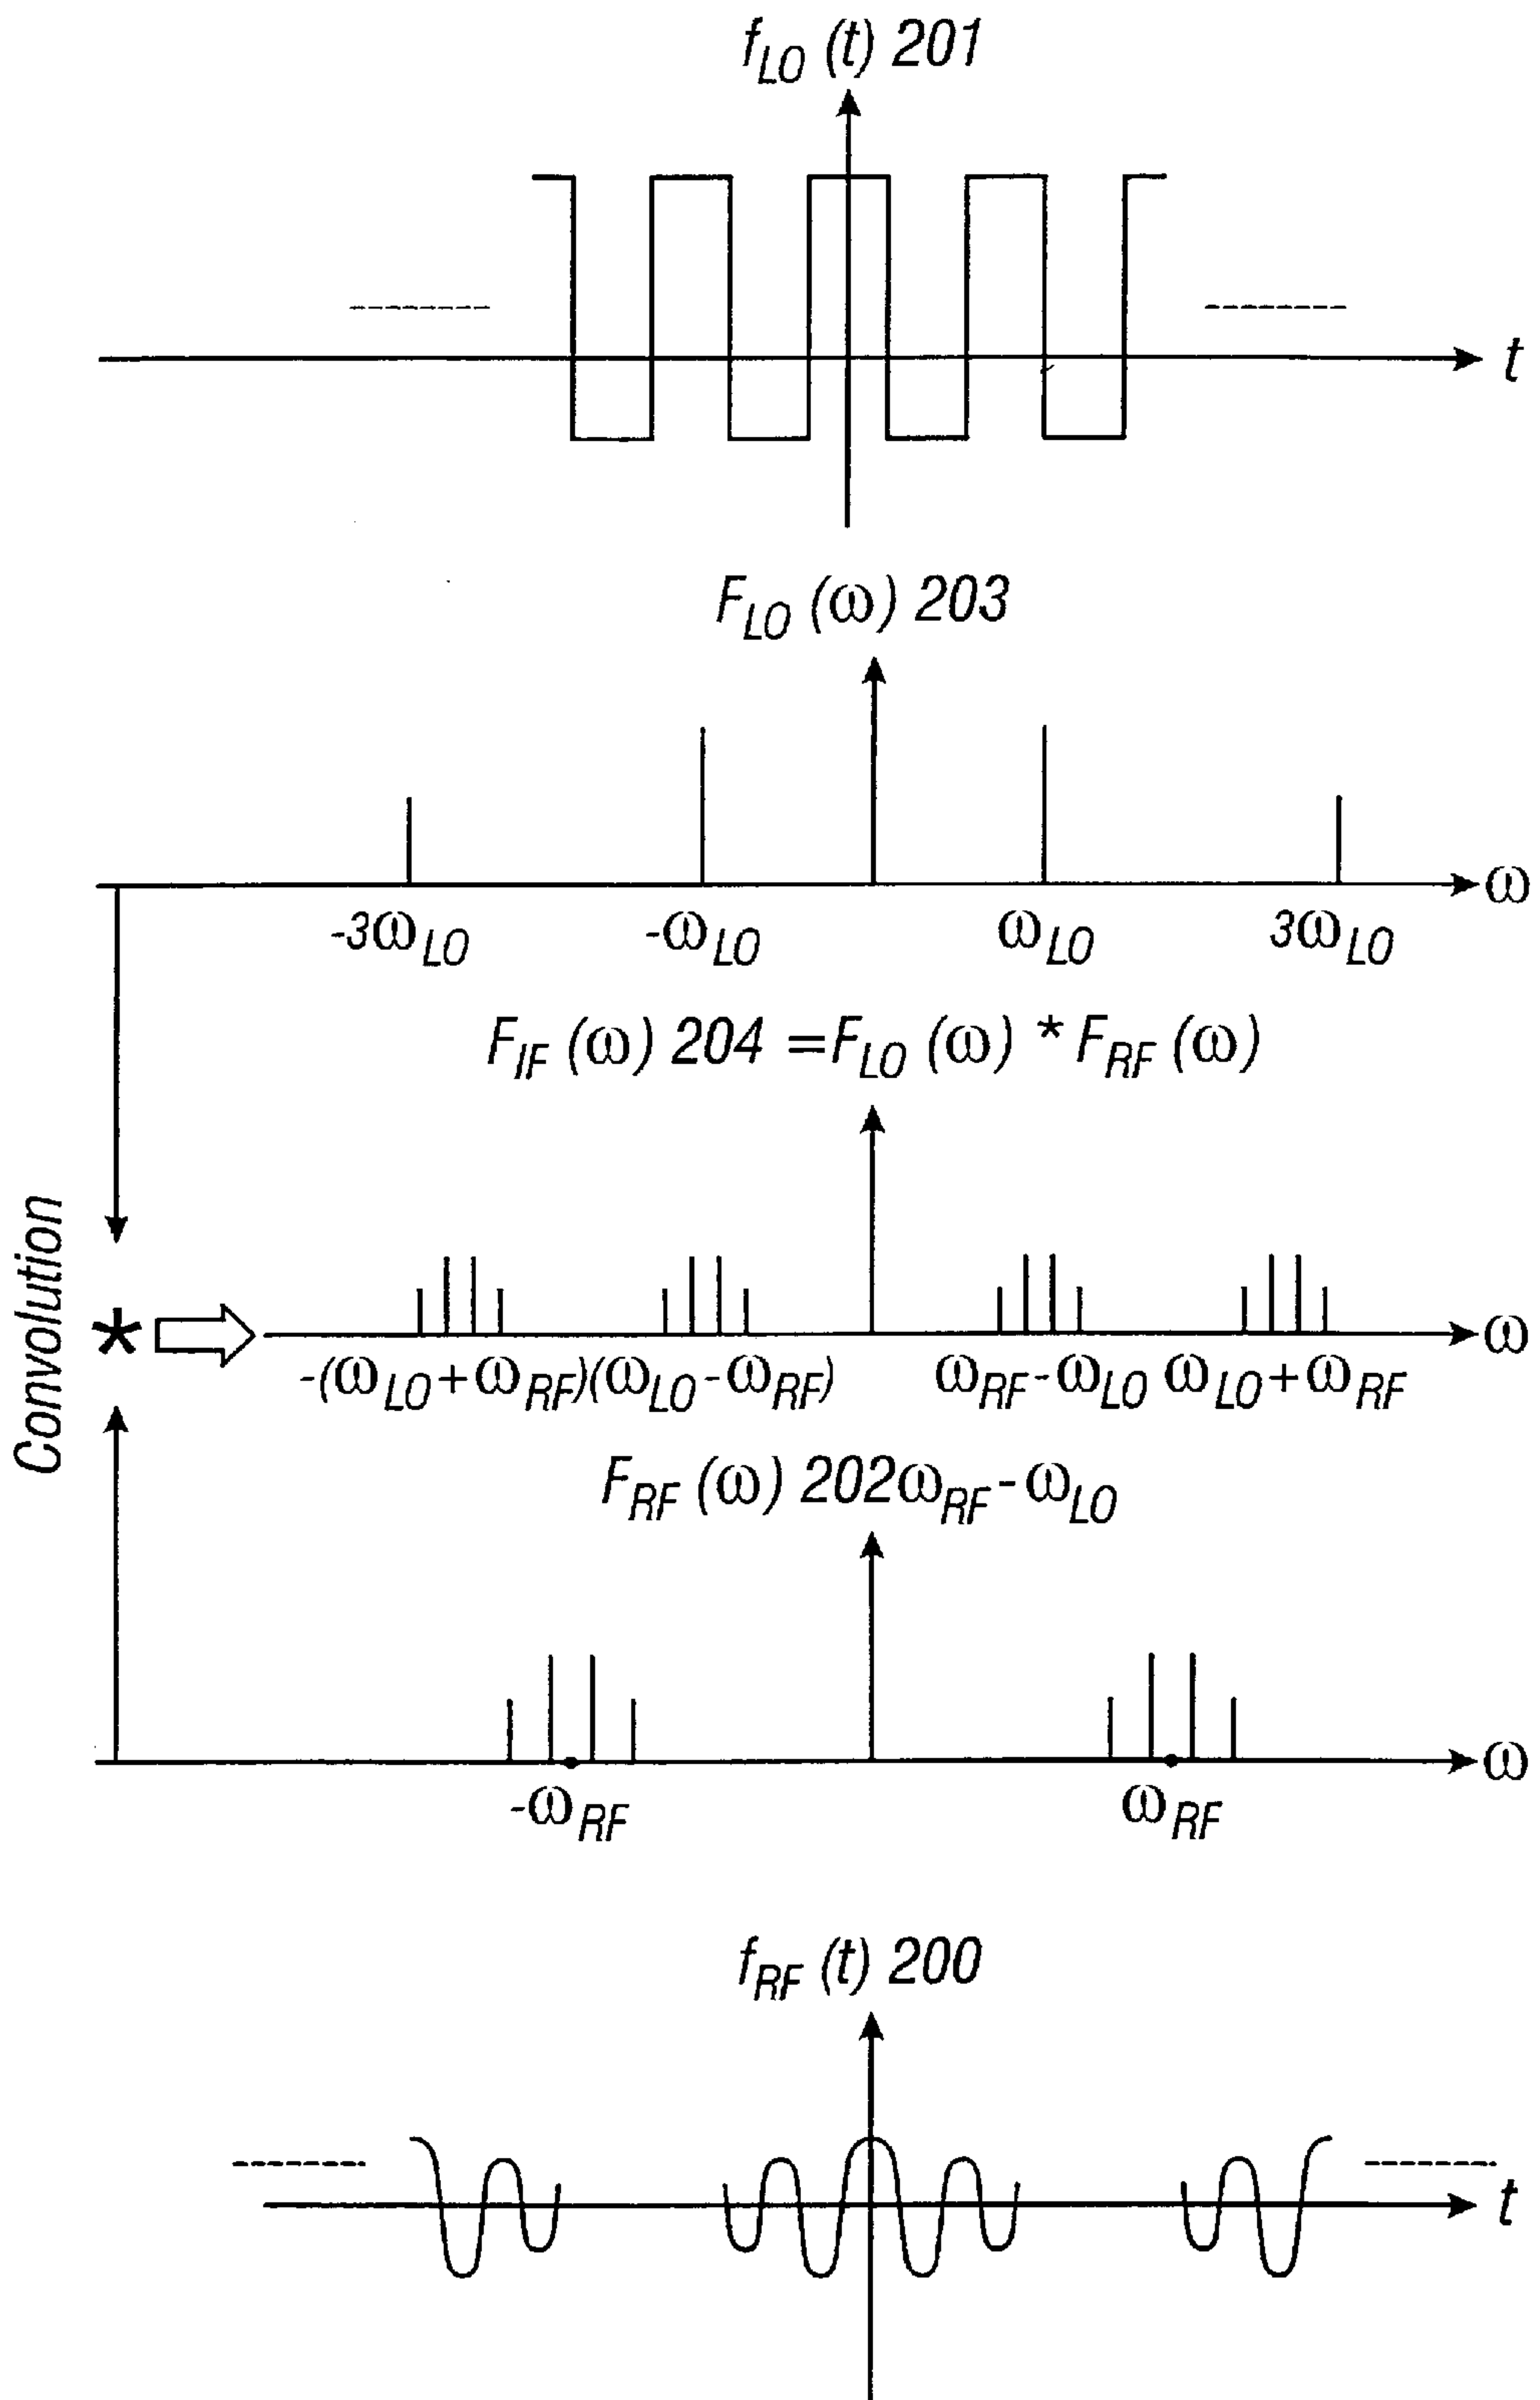 f_LO (t) 201
t
F_LO (ω) 203
ω
-3ω_LO -ω_LO ω_LO 3ω_LO
F_IF (ω) 204 =F_LO (ω) * F_RF (ω)
Convolution
*
ω
-(ω_LO+ω_RF)(ω_LO-ω_RF) ω_RF-ω_LO ω_LO+ω_RF
F_RF (ω) 202ω_RF-ω_LO
ω
-ω_RF ω_RF
f_RF (t) 200
t